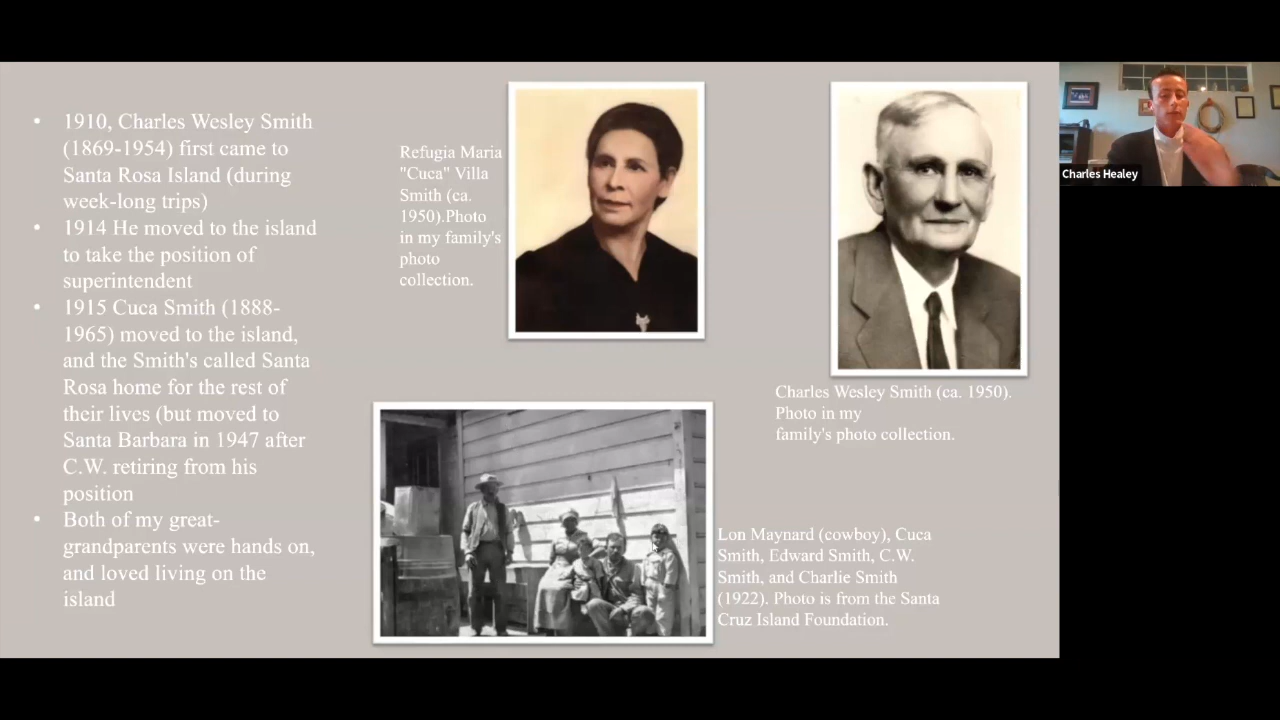 • 1910, Charles Wesley Smith
(1869-1954) first came to
Santa Rosa Island (during
week-long trips)
• 1914 He moved to the island
to take the position of
superintendent
• 1915 Cuca Smith (1888-
1965) moved to the island,
and the Smith's called Santa
Rosa home for the rest of
their lives (but moved to
Santa Barbara in 1947 after
C.W. retiring from his
position
• Both of my great-
grandparents were hands on,
and loved living on the
island
Refugia Maria
"Cuca" Villa
Smith (ca.
1950).Photo
in my family's
photo
collection.
Charles Wesley Smith (ca. 1950).
Photo in my
family's photo collection.
Lon Maynard (cowboy), Cuca
Smith, Edward Smith, C.W.
Smith, and Charlie Smith
(1922). Photo is from the Santa
Cruz Island Foundation.
Charles Healey